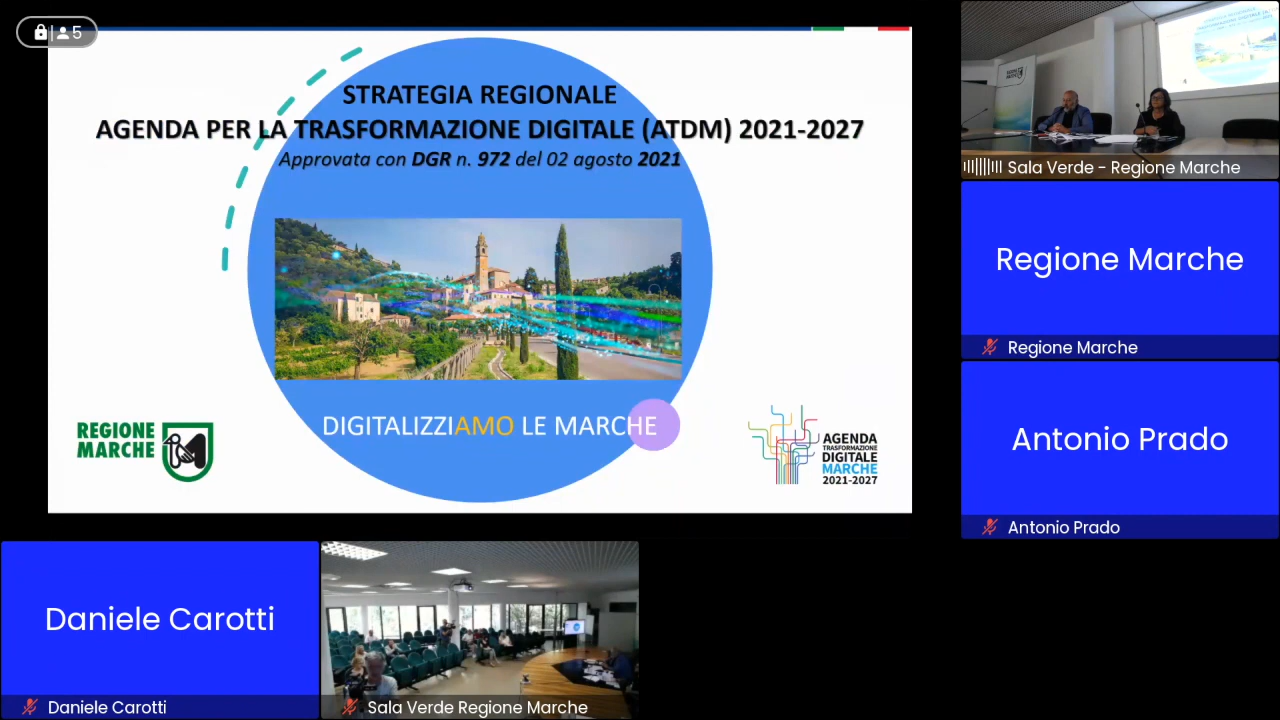 5
STRATEGIA REGIONALE
AGENDA PER LA TRASFORMAZIONE DIGITALE (ATDM) 2021-2027
Approvata con DGR n. 972 del 02 agosto 2021
DIGITALIZZIAMO LE MARCHE
REGIONE
MARCHE
AGENDA
TRASFORMAZIONE
DIGITALE
MARCHE
2021-2027
Sala Verde - Regione Marche
Regione Marche
Regione Marche
Antonio Prado
Antonio Prado
Daniele Carotti
Daniele Carotti
Sala Verde Regione Marche